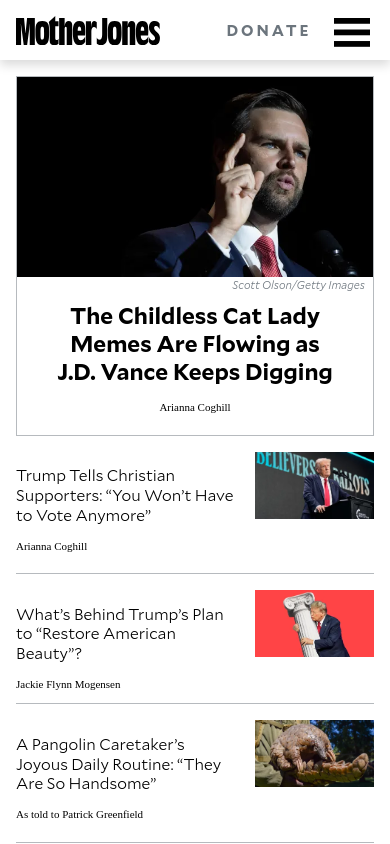 Mother Jones
DONATE
Scott Olson/Getty Images
The Childless Cat Lady
Memes Are Flowing as
J.D. Vance Keeps Digging
Arianna Coghill
Trump Tells Christian
Supporters: “You Won’t Have
to Vote Anymore”
Arianna Coghill
BELIEVERS
BALLOTS
What’s Behind Trump’s Plan
to “Restore American
Beauty”?
Jackie Flynn Mogensen
A Pangolin Caretaker’s
Joyous Daily Routine: “They
Are So Handsome”
As told to Patrick Greenfield